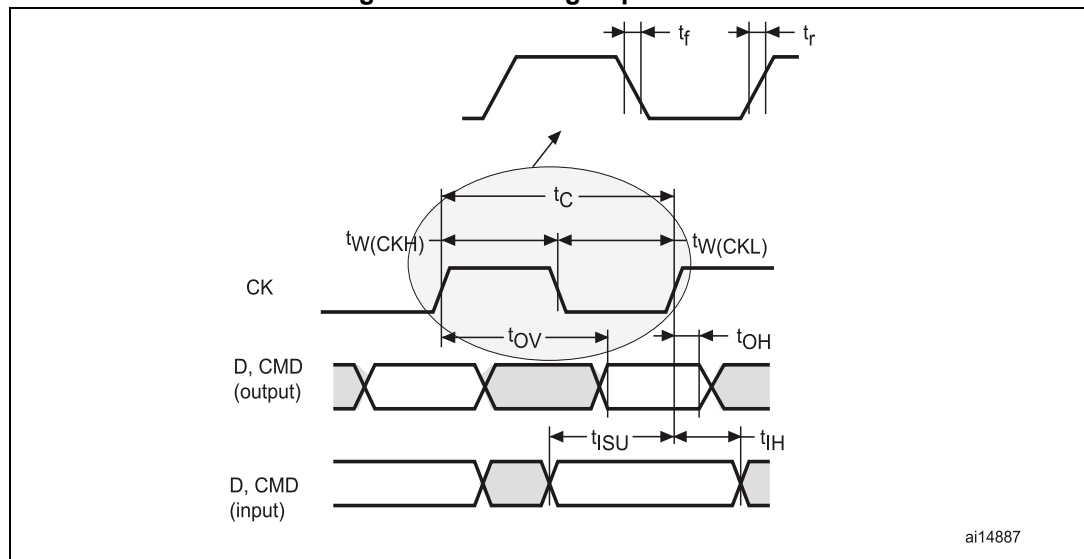 tf
tr
tC
tW(CKH)
tW(CKL)
CK
tOV
tOH
D, CMD
(output)
tISU
tIH
D, CMD
(input)
ai14887